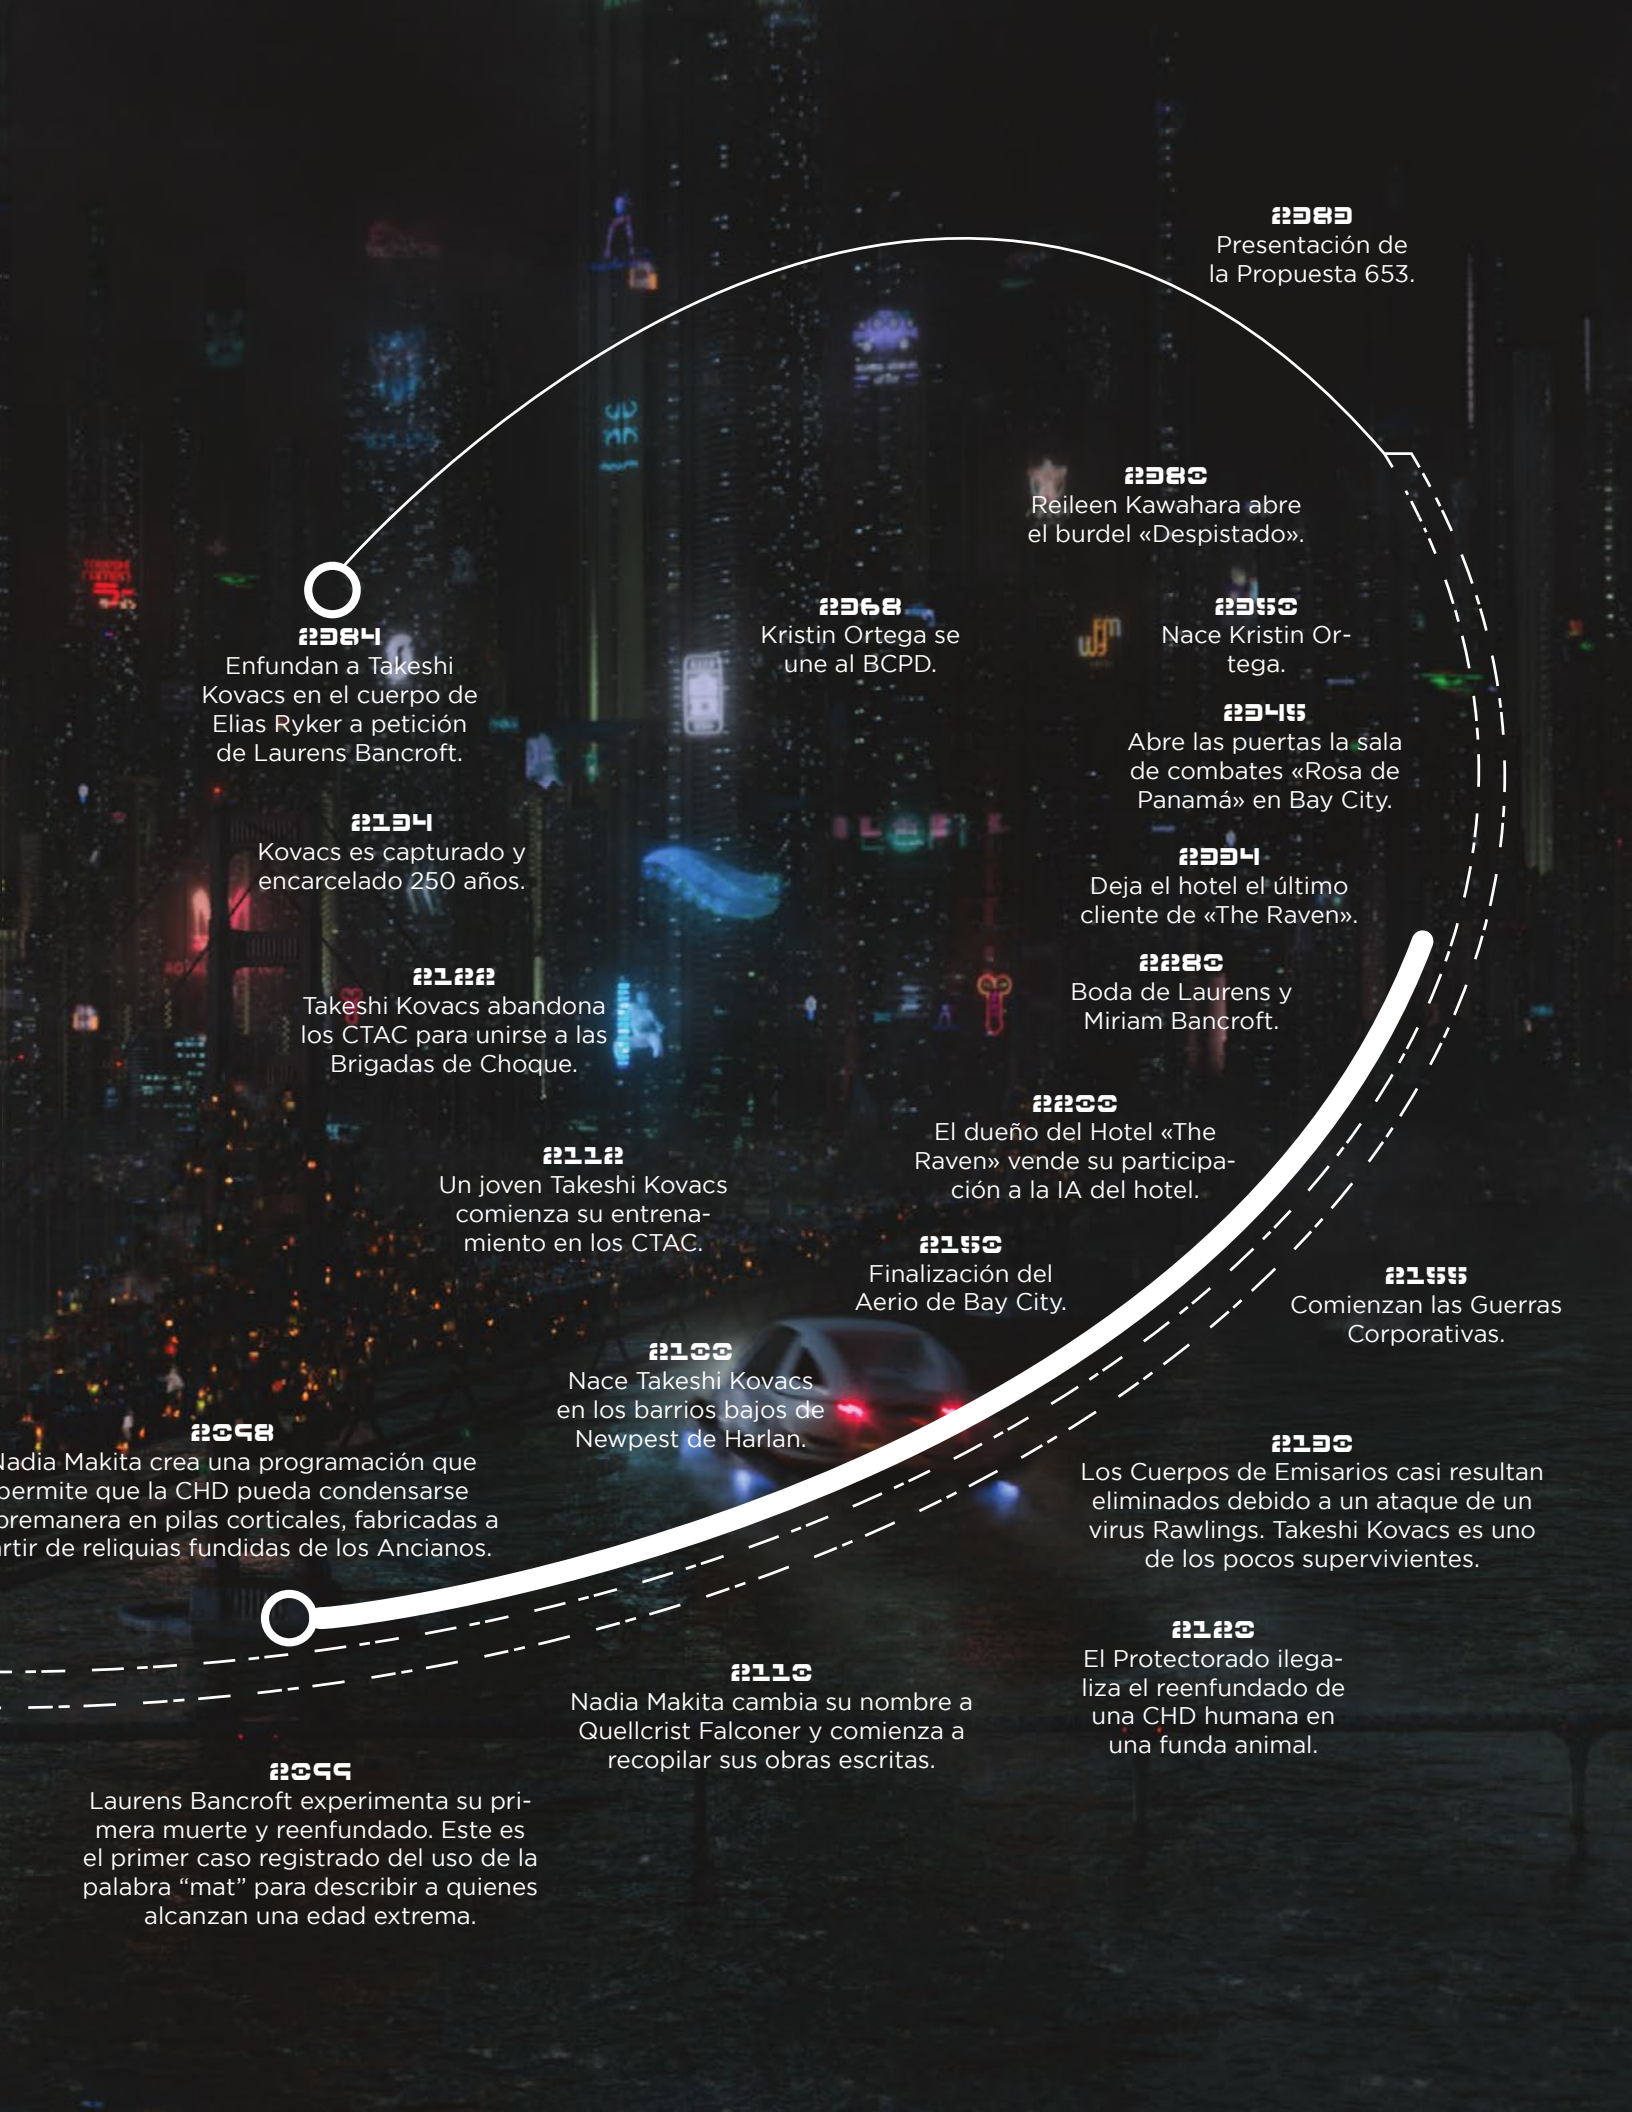 2383
Presentación de
la Propuesta 653.
2380
Reileen Kawahara abre
el burdel «Despistado».
2368
Kristin Ortega se
une al BCPD.
2350
Nace Kristin Or-
tega.
2384
Enfundan a Takeshi
Kovacs en el cuerpo de
Elias Ryker a petición
de Laurens Bancroft.
2345
Abre las puertas la sala
de combates «Rosa de
Panamá» en Bay City.
2134
Kovacs es capturado y
encarcelado 250 años.
2334
Deja el hotel el último
cliente de «The Raven».
2280
Boda de Laurens y
Miriam Bancroft.
2122
Takeshi Kovacs abandona
los CTAC para unirse a las
Brigadas de Choque.
2200
El dueño del Hotel «The
Raven» vende su participa-
ción a la IA del hotel.
2112
Un joven Takeshi Kovacs
comienza su entrena-
miento en los CTAC.
2150
Finalización del
Aerio de Bay City.
2155
Comienzan las Guerras
Corporativas.
2100
Nace Takeshi Kovacs
en los barrios bajos de
Newpest de Harlan.
2098
Nadia Makita crea una programación que
permite que la CHD pueda condensarse
premanera en pilas corticales, fabricadas a
rtir de reliquias fundidas de los Ancianos.
2130
Los Cuerpos de Emisarios casi resultan
eliminados debido a un ataque de un
virus Rawlings. Takeshi Kovacs es uno
de los pocos supervivientes.
2120
El Protectorado ilega-
liza el reenfundado de
una CHD humana en
una funda animal.
2110
Nadia Makita cambia su nombre a
Quellcrist Falconer y comienza a
recopilar sus obras escritas.
2099
Laurens Bancroft experimenta su pri-
mera muerte y reenfundado. Este es
el primer caso registrado del uso de la
palabra “mat” para describir a quienes
alcanzan una edad extrema.